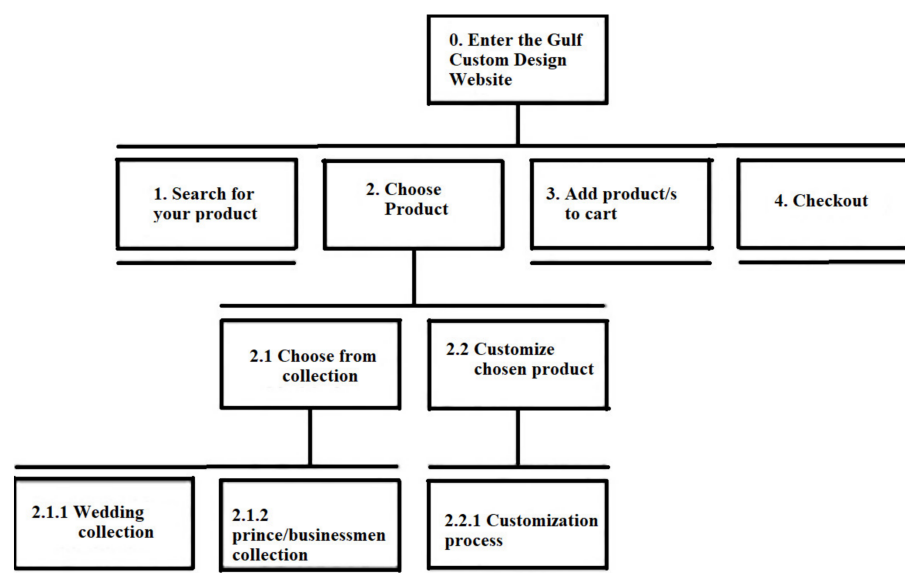 0. Enter the Gulf
Custom Design
Website
1. Search for
your product
2. Choose
Product
3. Add product/s
to cart
4. Checkout
2.1 Choose from
collection
2.2 Customize
chosen product
2.1.1 Wedding
collection
2.1.2
prince/businessmen
collection
2.2.1 Customization
process